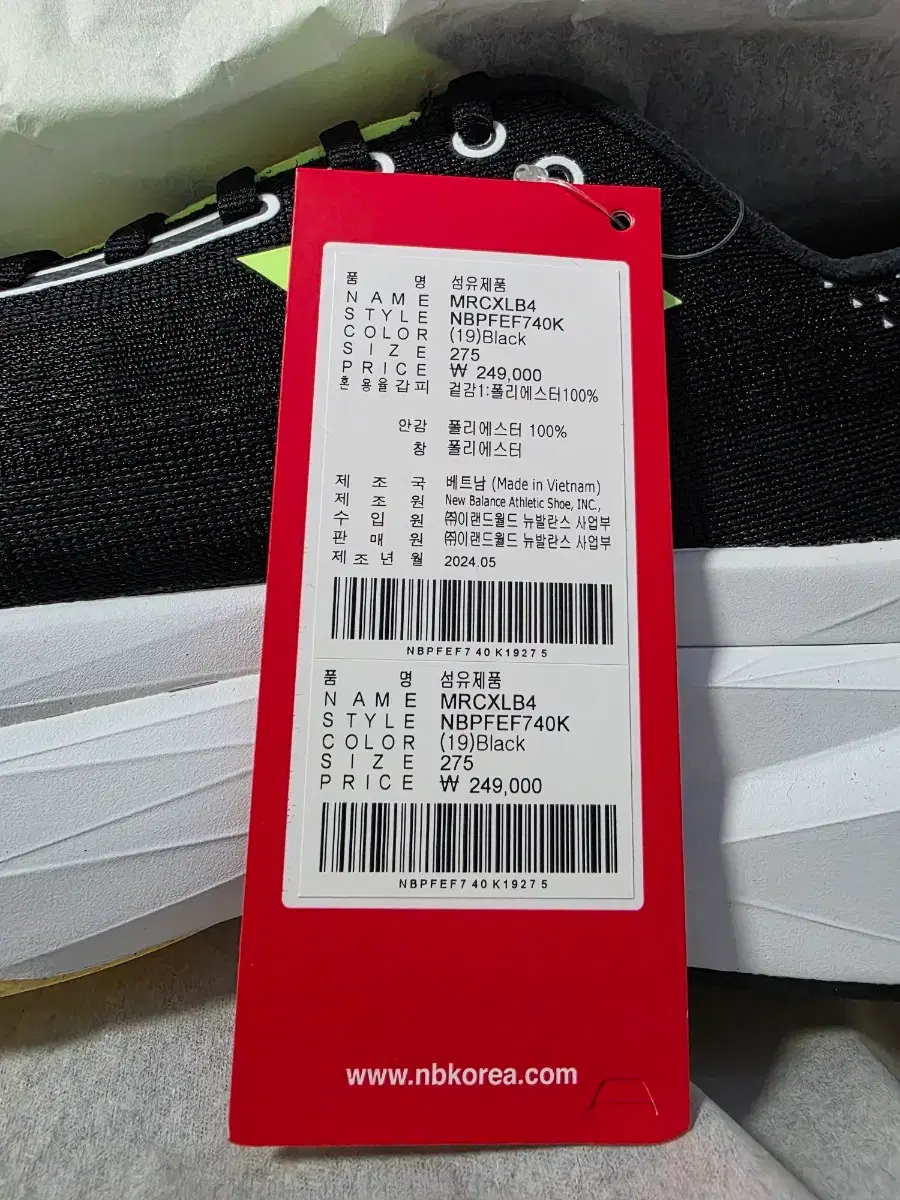 품 명 섬유제품
NAME MRCXLB4
STYLE NBPFEF740K
COLOR (19)Black
SIZE 275
PRICE ₩ 249,000
혼용율갑피 겉감1:폴리에스터100%
안감 폴리에스터 100%
창 폴리에스터
제조국 베트남 (Made in Vietnam)
제조원 New Balance Athletic Shoe, INC.,
수입원 ㈜이랜드월드 뉴발란스 사업부
판매원 ㈜이랜드월드 뉴발란스 사업부
제조년월 2024.05
NBPFEF740K19275
품 명 섬유제품
NAME MRCXLB4
STYLE NBPFEF740K
COLOR (19)Black
SIZE 275
PRICE ₩ 249,000
NBPFEF740K19275
www.nbkorea.com